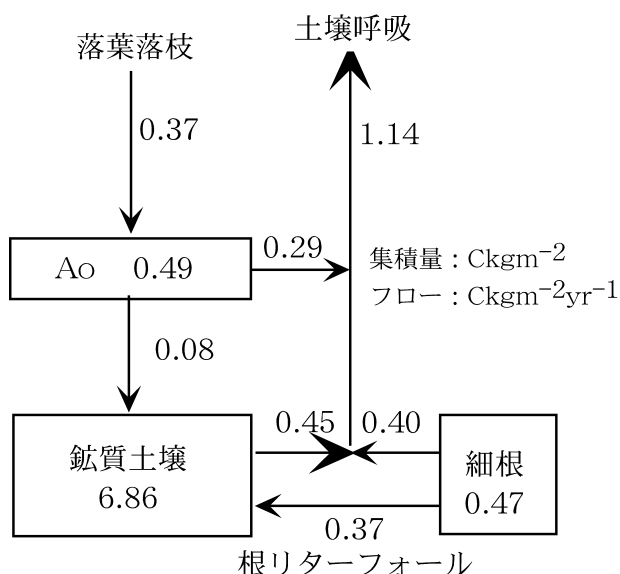 土壌呼吸
落葉落枝
0.37
1.14
0.29
Ao 0.49
集積量：Ckgm⁻²
フロー：Ckgm⁻²yr⁻¹
0.08
0.45
0.40
鉱質土壌
6.86
細根
0.47
0.37
根リターフォール